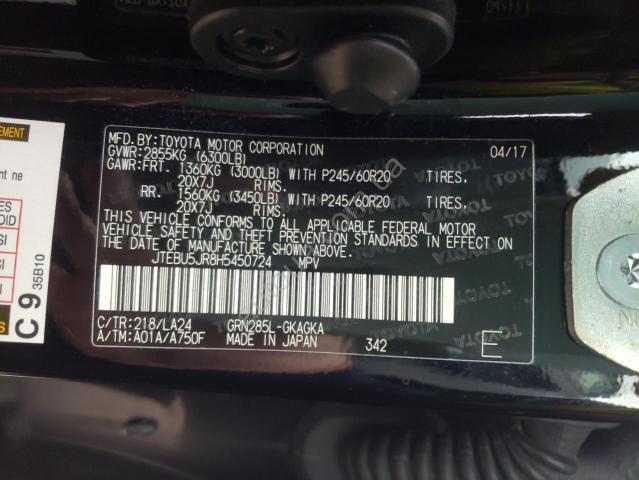 04/17
MFD.BY:TOYOTA MOTOR CORPORATION 04/17
GVWR:2855KG (6300LB)
GAWR:FRT. 1360KG (3000LB) WITH P245/60R20 TIRES,
20X7J RIMS.
RR. 1560KG (3450LB) WITH P245/60R20 TIRES,
20X7J RIMS.
THIS VEHICLE CONFORMS TO ALL APPLICABLE FEDERAL MOTOR
VEHICLE SAFETY AND THEFT PREVENTION STANDARDS IN EFFECT ON
THE DATE OF MANUFACTURE SHOWN ABOVE.
JTEBU5JR8H5450724 MPV
C/TR:218/LA24 GRN285L-GKAGKA
A/TM:A01A/A750F MADE IN JAPAN 342 E
C 9 35B10